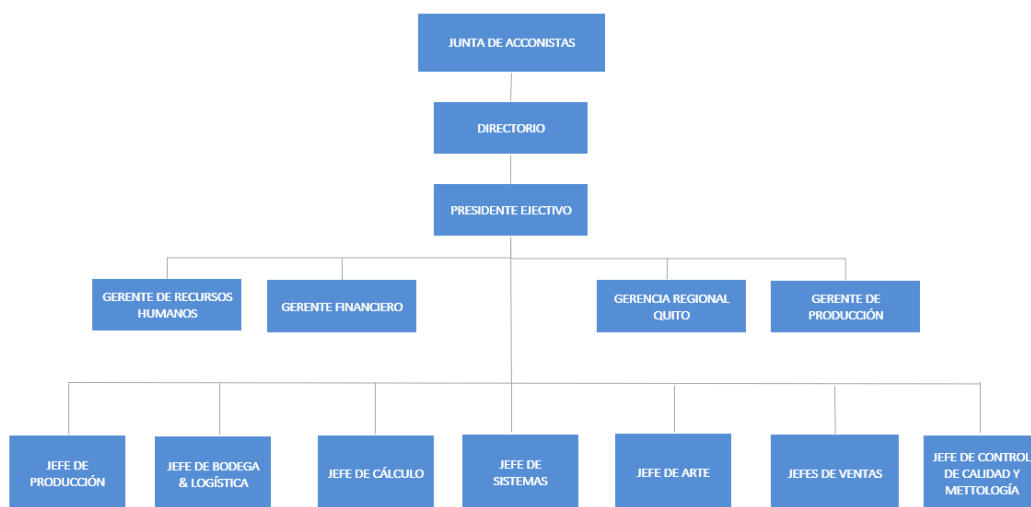 JUNTA DE ACCONISTAS
DIRECTORIO
PRESIDENTE EJECTIVO
GERENTE DE RECURSOS
HUMANOS
GERENTE FINANCIERO
GERENCIA REGIONAL
QUITO
GERENTE DE
PRODUCCIÓN
JEFE DE
PRODUCCIÓN
JEFE DE BODEGA
& LOGÍSTICA
JEFE DE CÁLCULO
JEFE DE
SISTEMAS
JEFE DE ARTE
JEFES DE VENTAS
JEFE DE CONTROL
DE CALIDAD Y
METTOLOGÍA